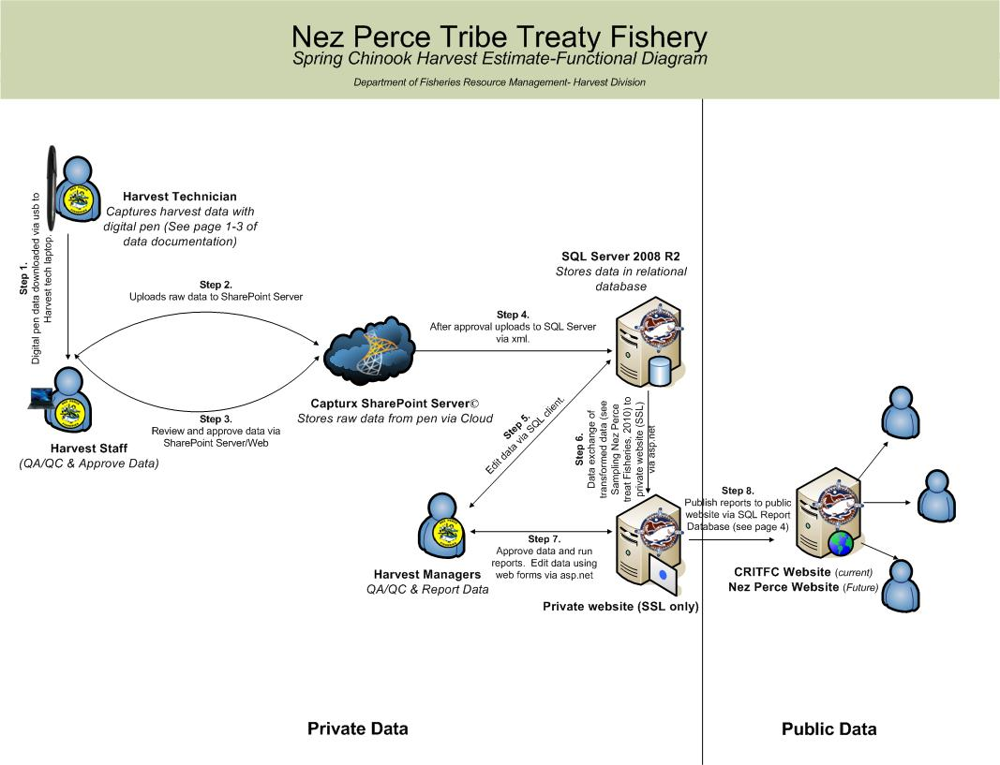 Nez Perce Tribe Treaty Fishery
Spring Chinook Harvest Estimate-Functional Diagram
Department of Fisheries Resource Management- Harvest Division
Harvest Technician
Captures harvest data with
digital pen (See page 1-3 of
data documentation)
Step 1.
Digital pen data downloaded via usb to
Harvest tech laptop.
Step 2.
Uploads raw data to SharePoint Server
Harvest Staff
(QA/QC & Approve Data)
Step 3.
Review and approve data via
SharePoint Server/Web
Capturx SharePoint Server©
Stores raw data from pen via Cloud
Step 4.
After approval uploads to SQL Server
via xml.
SQL Server 2008 R2
Stores data in relational
database
Step 5.
Edit data via SQL client.
Step 6.
Data exchange of
transformed data (see
Sampling Nez Perce
treat Fisheries, 2010) to
private website (SSL)
via asp.net
Harvest Managers
QA/QC & Report Data
Step 7.
Approve data and run
reports. Edit data using
web forms via asp.net
Private website (SSL only)
Step 8.
Publish reports to public
website via SQL Report
Database (see page 4)
CRITFC Website (current)
Nez Perce Website (Future)
Private Data
Public Data